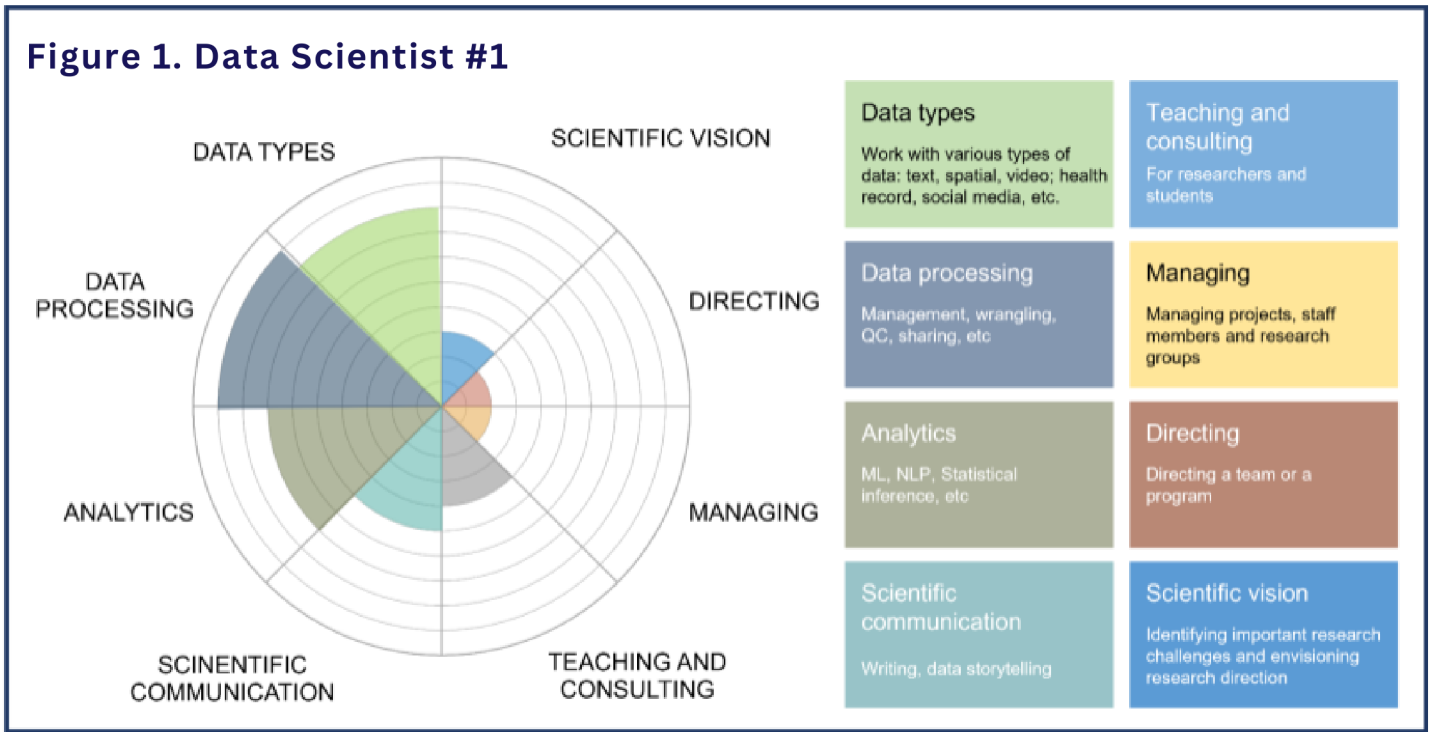 Figure 1. Data Scientist #1
DATA TYPES
SCIENTIFIC VISION
DATA
PROCESSING
DIRECTING
ANALYTICS
MANAGING
SCINENTIFIC
COMMUNICATION
TEACHING AND
CONSULTING
Data types
Work with various types of
data: text, spatial, video; health
record, social media, etc.
Teaching and
consulting
For researchers and
students
Data processing
Management, wrangling,
QC, sharing, etc
Managing
Managing projects, staff
members and research
groups
Analytics
ML, NLP, Statistical
inference, etc
Directing
Directing a team or a
program
Scientific
communication
Writing, data storytelling
Scientific vision
Identifying important research
challenges and envisioning
research direction